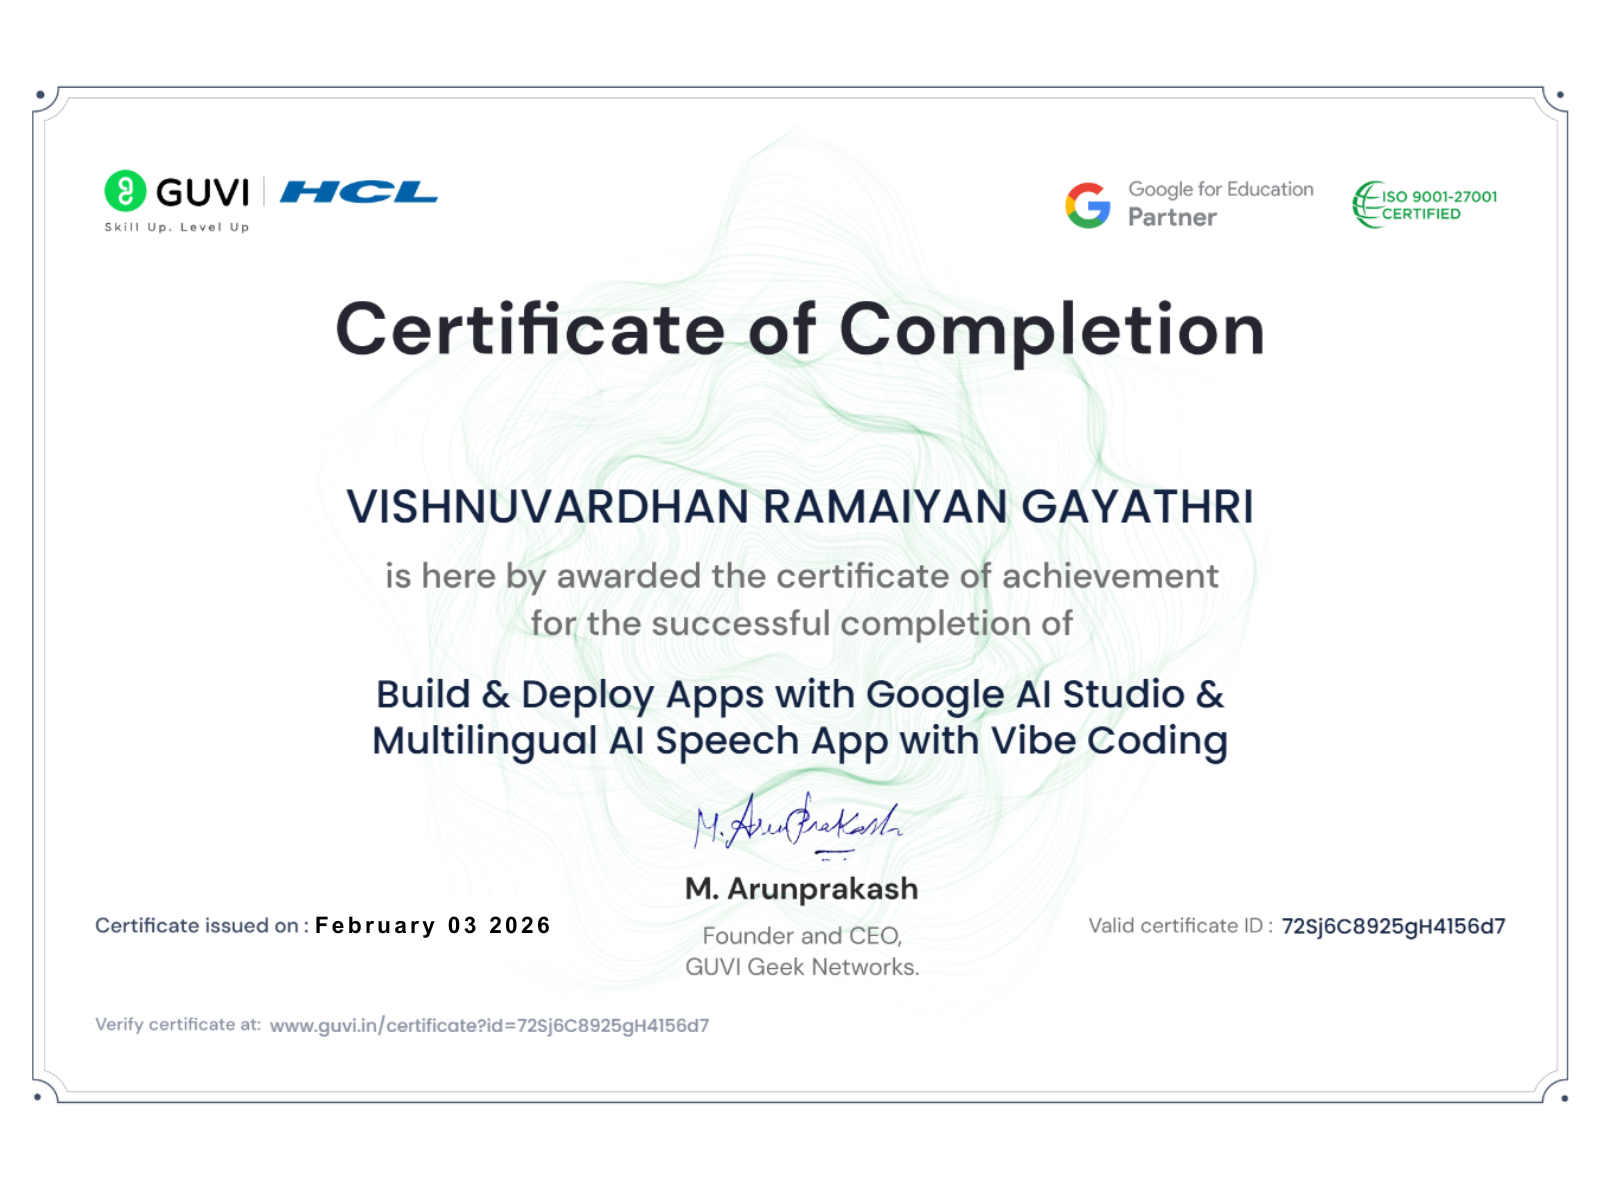 GUVI | HCL
Skill Up. Level Up
Google for Education
Partner
ISO 9001-27001
CERTIFIED
Certificate of Completion
VISHNUVARDHAN RAMAIYAN GAYATHRI
is here by awarded the certificate of achievement
for the successful completion of
Build & Deploy Apps with Google AI Studio &
Multilingual AI Speech App with Vibe Coding
M. Arunprakash
M. Arunprakash
Founder and CEO,
GUVI Geek Networks.
Certificate issued on : February 03 2026
Valid certificate ID : 72Sj6C8925gH4156d7
Verify certificate at: www.guvi.in/certificate?id=72Sj6C8925gH4156d7